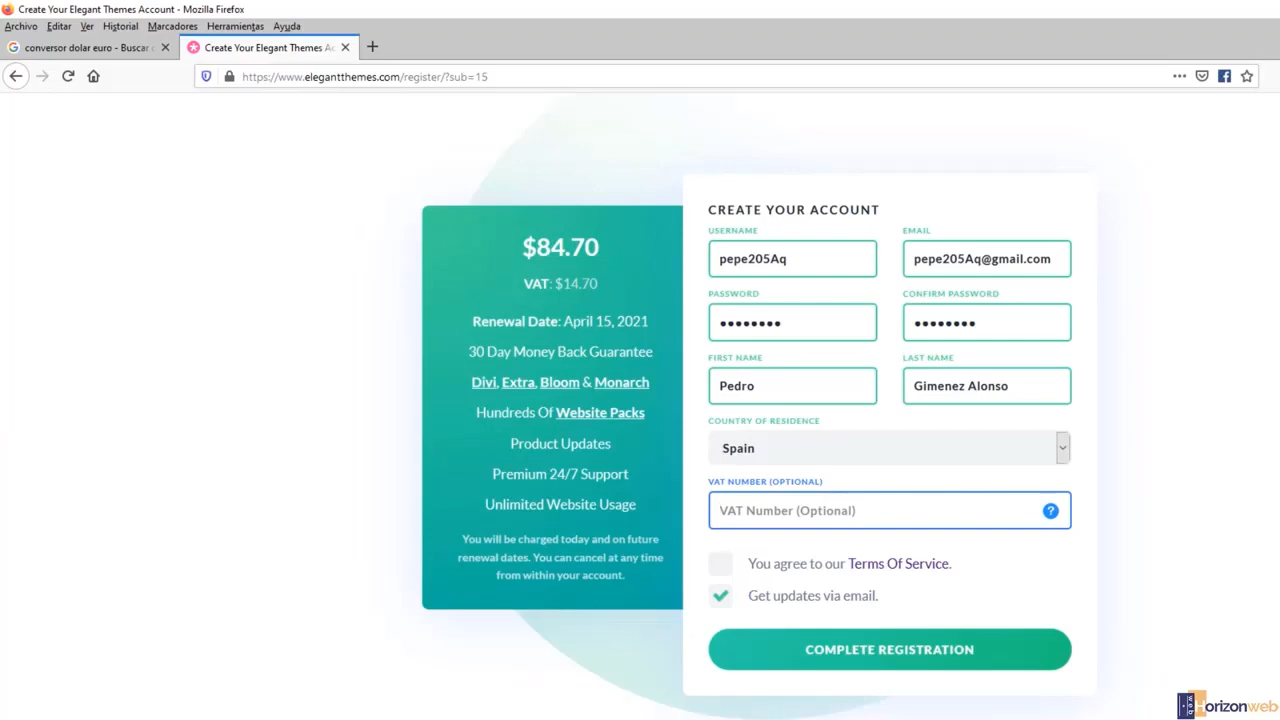 Create Your Elegant Themes Account - Mozilla Firefox
Archivo Editar Ver Historial Marcadores Herramientas Ayuda
conversor dolar euro - Buscar
Create Your Elegant Themes Ac
https://www.elegantthemes.com/register/?sub=15
$84.70
VAT: $14.70
Renewal Date: April 15, 2021
30 Day Money Back Guarantee
Divi, Extra, Bloom & Monarch
Hundreds Of Website Packs
Product Updates
Premium 24/7 Support
Unlimited Website Usage
You will be charged today and on future
renewal dates. You can cancel at any time
from within your account.
CREATE YOUR ACCOUNT
USERNAME
pepe205Aq
EMAIL
pepe205Aq@gmail.com
PASSWORD
CONFIRM PASSWORD
FIRST NAME
Pedro
LAST NAME
Gimenez Alonso
COUNTRY OF RESIDENCE
Spain
VAT NUMBER (OPTIONAL)
VAT Number (Optional)
?
You agree to our Terms Of Service.
Get updates via email.
COMPLETE REGISTRATION
Horizonweb